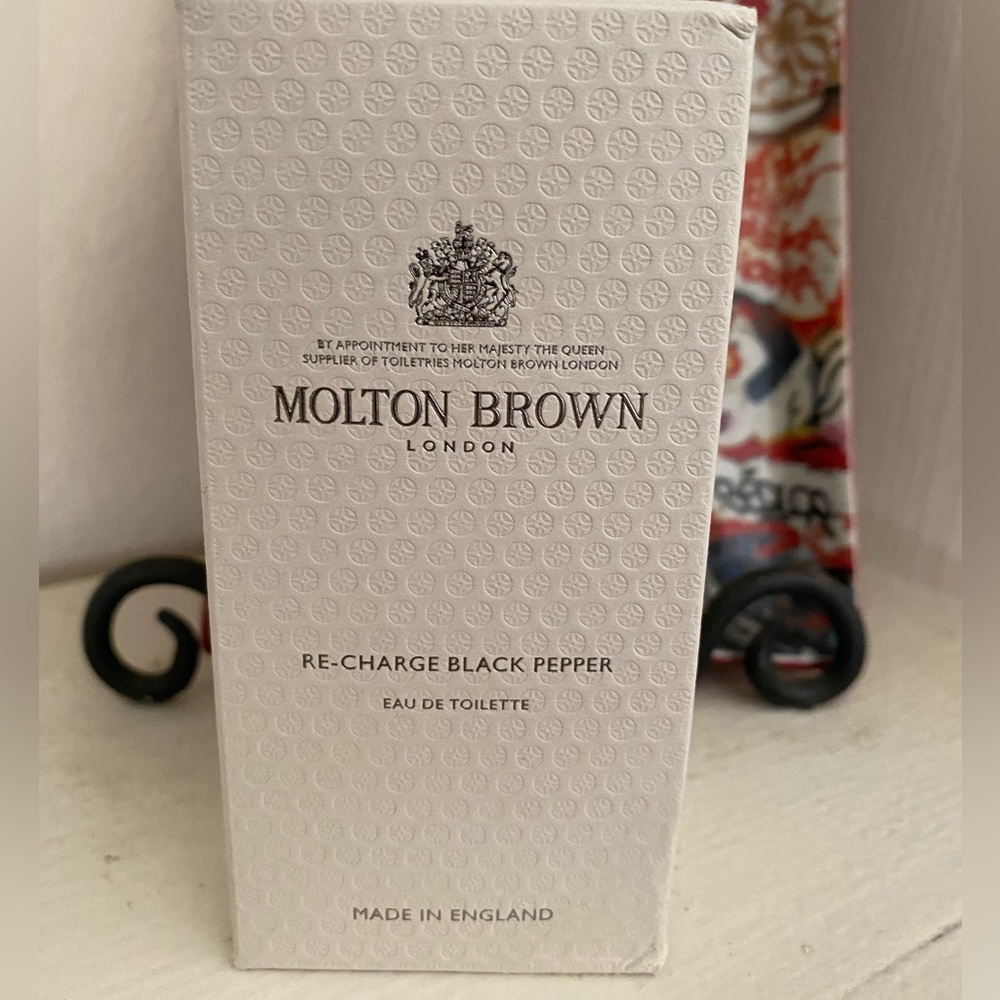 BY APPOINTMENT TO HER MAJESTY THE QUEEN
SUPPLIER OF TOILETRIES MOLTON BROWN LONDON
MOLTON BROWN
LONDON
RE-CHARGE BLACK PEPPER
EAU DE TOILETTE
MADE IN ENGLAND